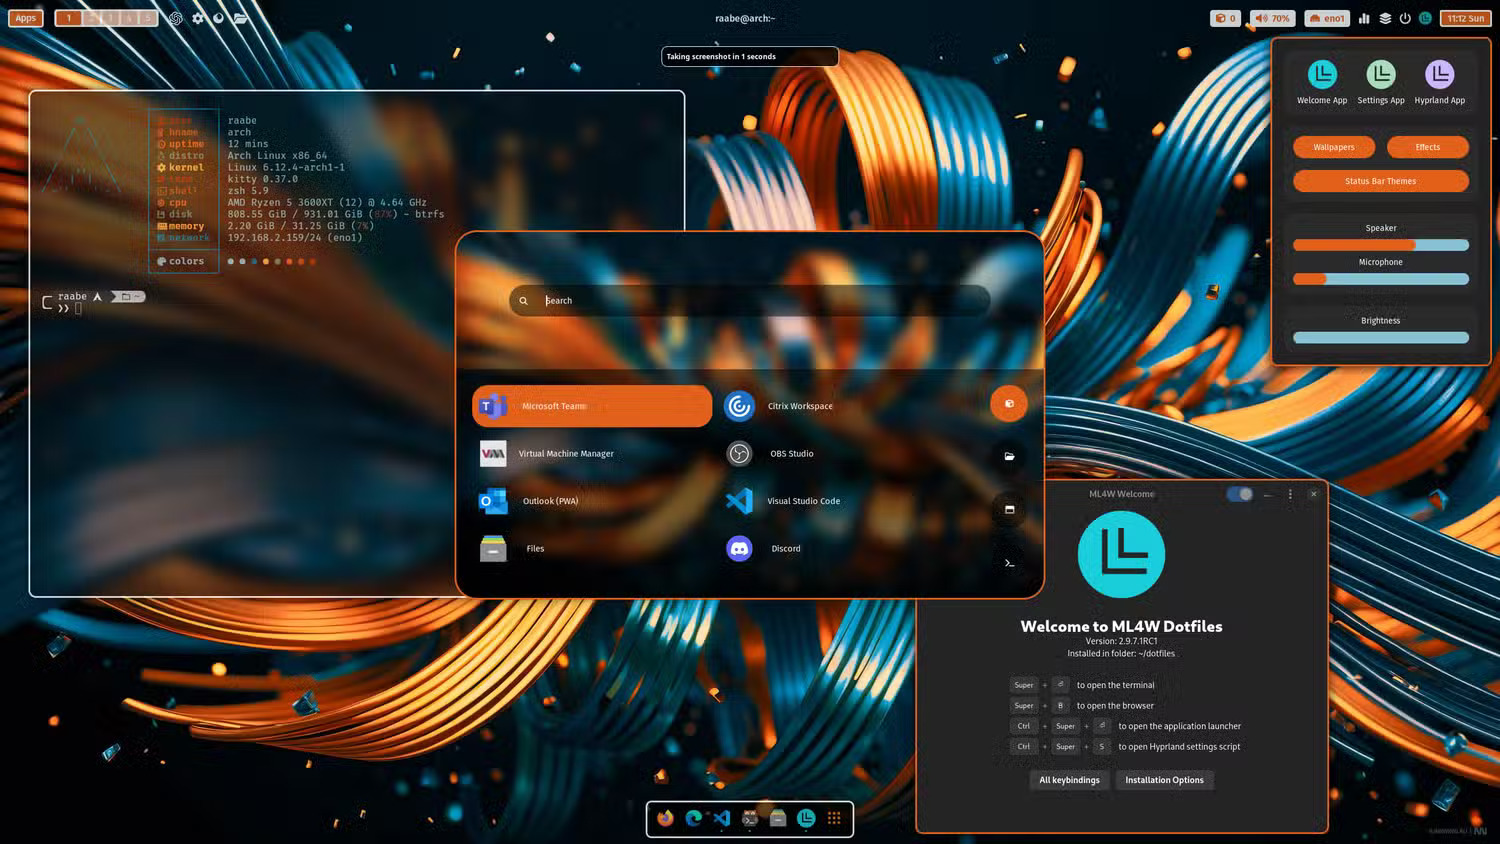 Apps
1 2 3 4 5
raabe@arch:~
0
70%
eno1
11:12 Sun
Taking screenshot in 1 seconds
Welcome App
Settings App
Hyprland App
Wallpapers
Effects
Status Bar Themes
Speaker
Microphone
Brightness
raabe
hname arch
uptime 12 mins
distro Arch Linux x86_64
kernel Linux 6.12.4-arch1-1
kitty 0.37.0
shell zsh 5.9
cpu AMD Ryzen 5 3600XT (12) @ 4.64 GHz
disk 808.55 GiB / 931.01 GiB (87%) - btrfs
memory 2.20 GiB / 31.25 GiB (7%)
network 192.168.2.159/24 (eno1)
colors
raabe ~
❯❯
Search
Microsoft Teams
Citrix Workspace
Virtual Machine Manager
OBS Studio
Outlook (PWA)
Visual Studio Code
Files
Discord
ML4W Welcome
Welcome to ML4W Dotfiles
Version: 2.9.7.1RC1
Installed in folder: ~/dotfiles
Super + ⏎ to open the terminal
Super + B to open the browser
Ctrl + Super + ⏎ to open the application launcher
Ctrl + Super + S to open Hyprland settings script
All keybindings
Installation Options